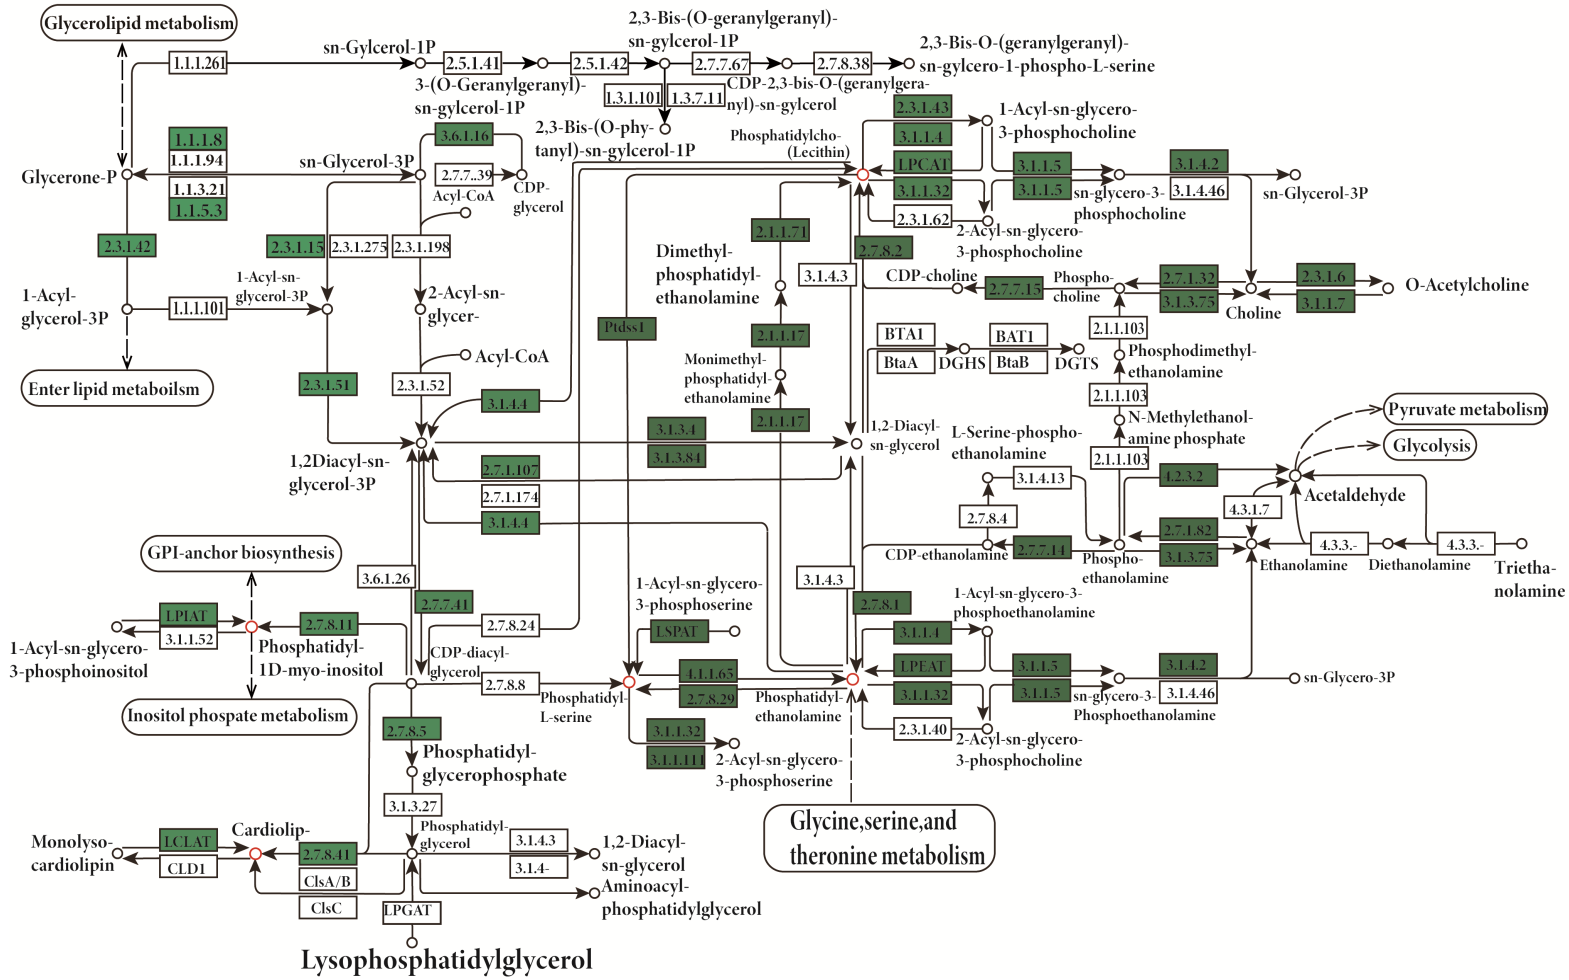 Glycerolipid metabolism
1.1.1.261
sn-Gylcerol-1P
2.5.1.41
3-(O-Geranylgeranyl)-
sn-gylcerol-1P
2.5.1.42
2,3-Bis-(O-geranylgeranyl)-
sn-gylcerol-1P
2.7.7.67
CDP-2,3-bis-O-(geranylgera-
nyl)-sn-gylcerol
2.7.8.38
2,3-Bis-O-(geranylgeranyl)-
sn-gylcero-1-phospho-L-serine
1.3.1.101
1.3.7.11
2,3-Bis-(O-phy-
tanyl)-sn-gylcerol-1P
Glycerone-P
1.1.1.8
1.1.1.94
1.1.3.21
1.1.5.3
sn-Glycerol-3P
3.6.1.16
2.7.7..39
CDP-
glycerol
Acyl-CoA
2.3.1.42
2.3.1.15
2.3.1.275
2.3.1.198
1-Acyl-
glycerol-3P
1.1.1.101
1-Acyl-sn-
glycerol-3P
2-Acyl-sn-
glycer-
Acyl-CoA
Enter lipid metaboilsm
2.3.1.51
2.3.1.52
3.1.4.4
1,2Diacyl-sn-
glycerol-3P
3.1.3.4
3.1.3.84
2.7.1.107
2.7.1.174
3.1.4.4
1,2-Diacyl-
sn-glycerol
Phosphatidylcho-
(Lecithin)
2.3.1.43
3.1.1.4
LPCAT
3.1.1.32
2.3.1.62
1-Acyl-sn-glycero-
3-phosphocholine
3.1.1.5
3.1.1.5
2-Acyl-sn-glycero-
3-phosphocholine
sn-glycero-3-
phosphocholine
3.1.4.2
3.1.4.46
sn-Glycerol-3P
2.1.1.71
Dimethyl-
phosphatidyl-
ethanolamine
3.1.4.3
2.7.8.2
CDP-choline
2.7.7.15
Phospho-
choline
2.7.1.32
3.1.3.75
Choline
2.3.1.6
3.1.1.7
O-Acetylcholine
Ptdss1
2.1.1.17
Monimethyl-
phosphatidyl-
ethanolamine
2.1.1.17
BTA1
BtaA
DGHS
BAT1
BtaB
DGTS
2.1.1.103
Phosphodimethyl-
ethanolamine
2.1.1.103
N-Methylethanol-
amine phosphate
2.1.1.103
Pyruvate metabolism
Glycolysis
L-Serine-phospho-
ethanolamine
3.1.4.13
2.7.8.4
4.2.3.2
Acetaldehyde
4.3.1.7
CDP-ethanolamine
2.7.7.14
Phospho-
ethanolamine
2.7.1.82
3.1.3.75
Ethanolamine
4.3.3.-
Diethanolamine
4.3.3.-
Trietha-
nolamine
GPI-anchor biosynthesis
3.6.1.26
2.7.7.41
LPIAT
3.1.1.52
1-Acyl-sn-glycero-
3-phosphoinositol
2.7.8.11
Phosphatidyl-
1D-myo-inositol
Inositol phospate metabolism
2.7.8.24
CDP-diacyl-
glycerol
2.7.8.8
Phosphatidyl-
L-serine
1-Acyl-sn-glycero-
3-phosphoserine
LSPAT
4.1.1.65
2.7.8.29
3.1.1.32
3.1.1.111
2-Acyl-sn-glycero-
3-phosphoserine
Phosphatidyl-
ethanolamine
3.1.4.3
2.7.8.1
1-Acyl-sn-glycero-3-
phosphoethanolamine
3.1.1.4
LPEAT
3.1.1.32
2.3.1.40
3.1.1.5
3.1.1.5
2-Acyl-sn-glycero-
3-phosphocholine
sn-glycero-3-
Phosphoethanolamine
3.1.4.2
3.1.4.46
sn-Glycero-3P
2.7.8.5
Phosphatidyl-
glycerophosphate
3.1.3.27
Phosphatidyl-
glycerol
Monolyso-
cardiolipin
LCLAT
CLD1
Cardiolip-
2.7.8.41
ClsA/B
ClsC
3.1.4.3
3.1.4-
1,2-Diacyl-
sn-glycerol
Aminoacyl-
phosphatidylglycerol
LPGAT
Lysophosphatidylglycerol
Glycine,serine,and
theronine metabolism